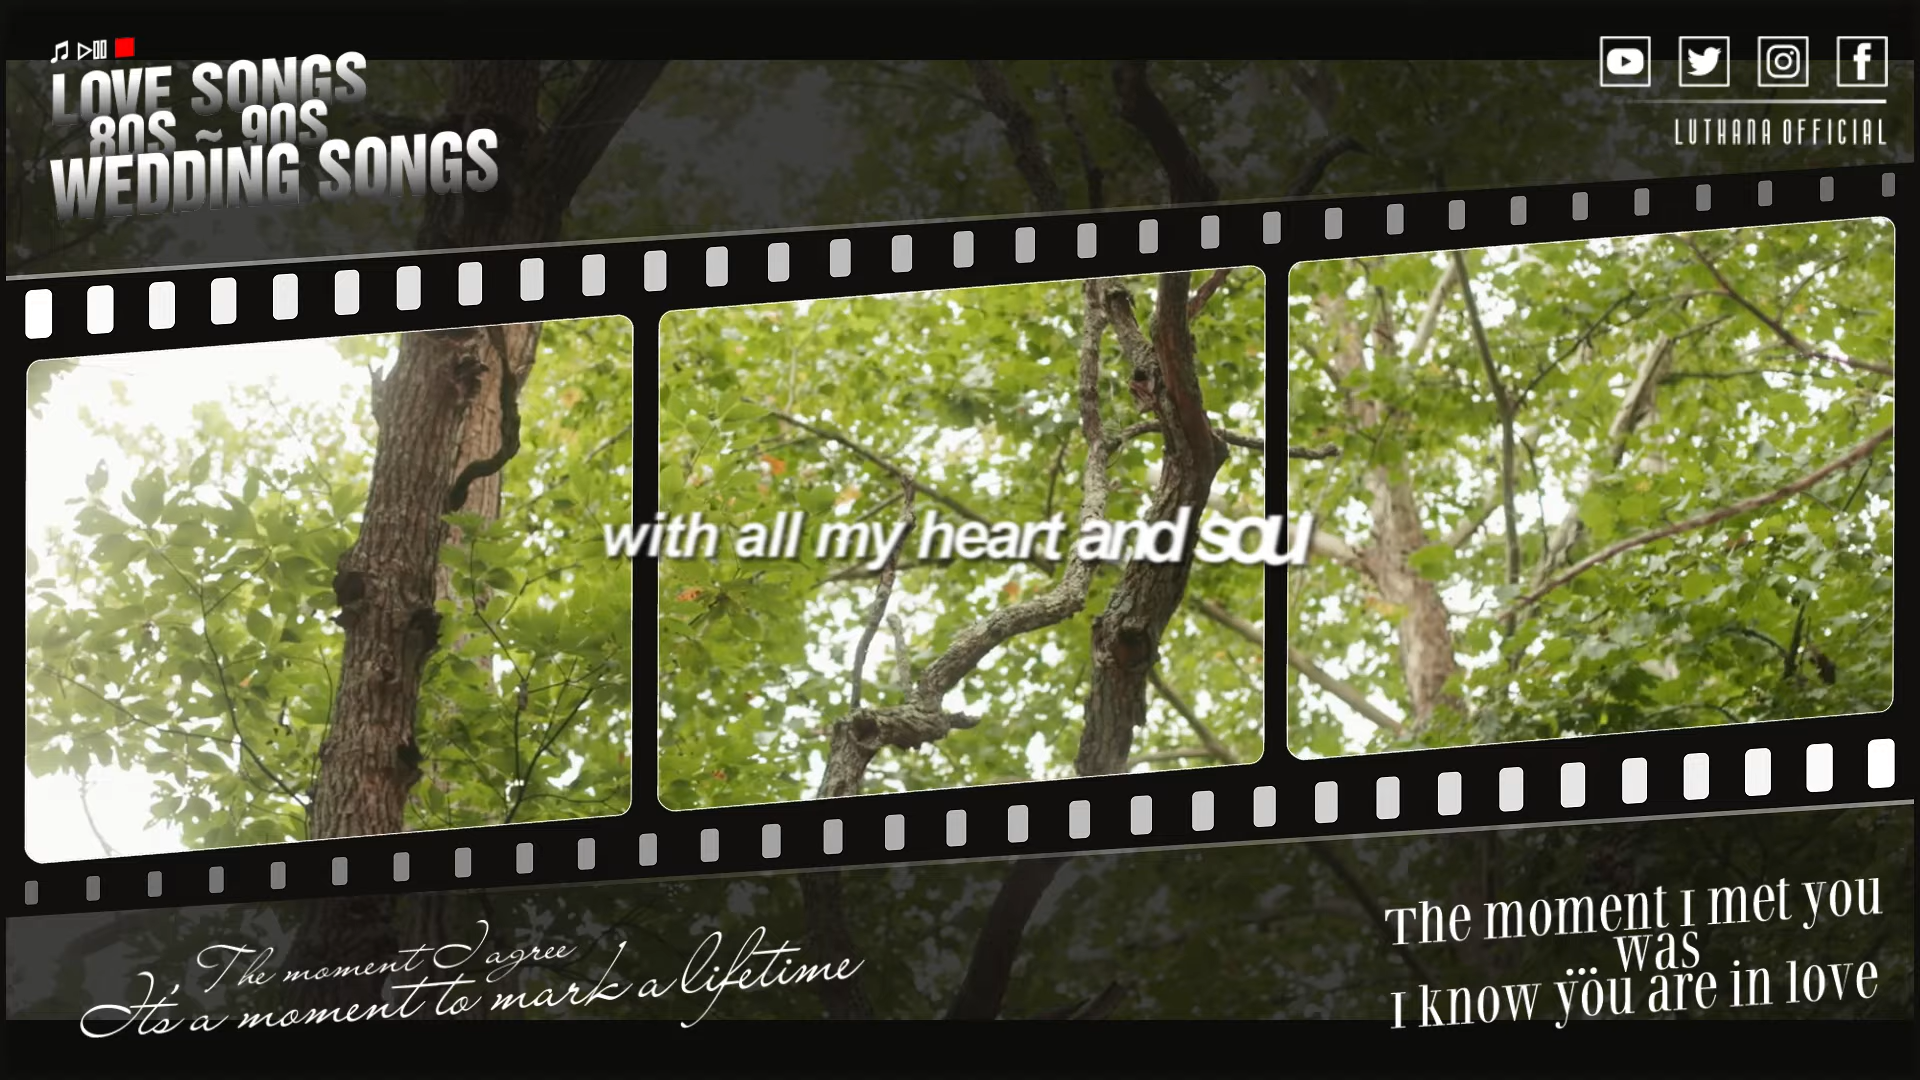 LOVE SONGS
80S ~ 90S
WEDDING SONGS
LUTHANA OFFICIAL
with all my heart and sou
The moment I agree
It's a moment to mark a lifetime
The moment I met you
was
I know you are in love